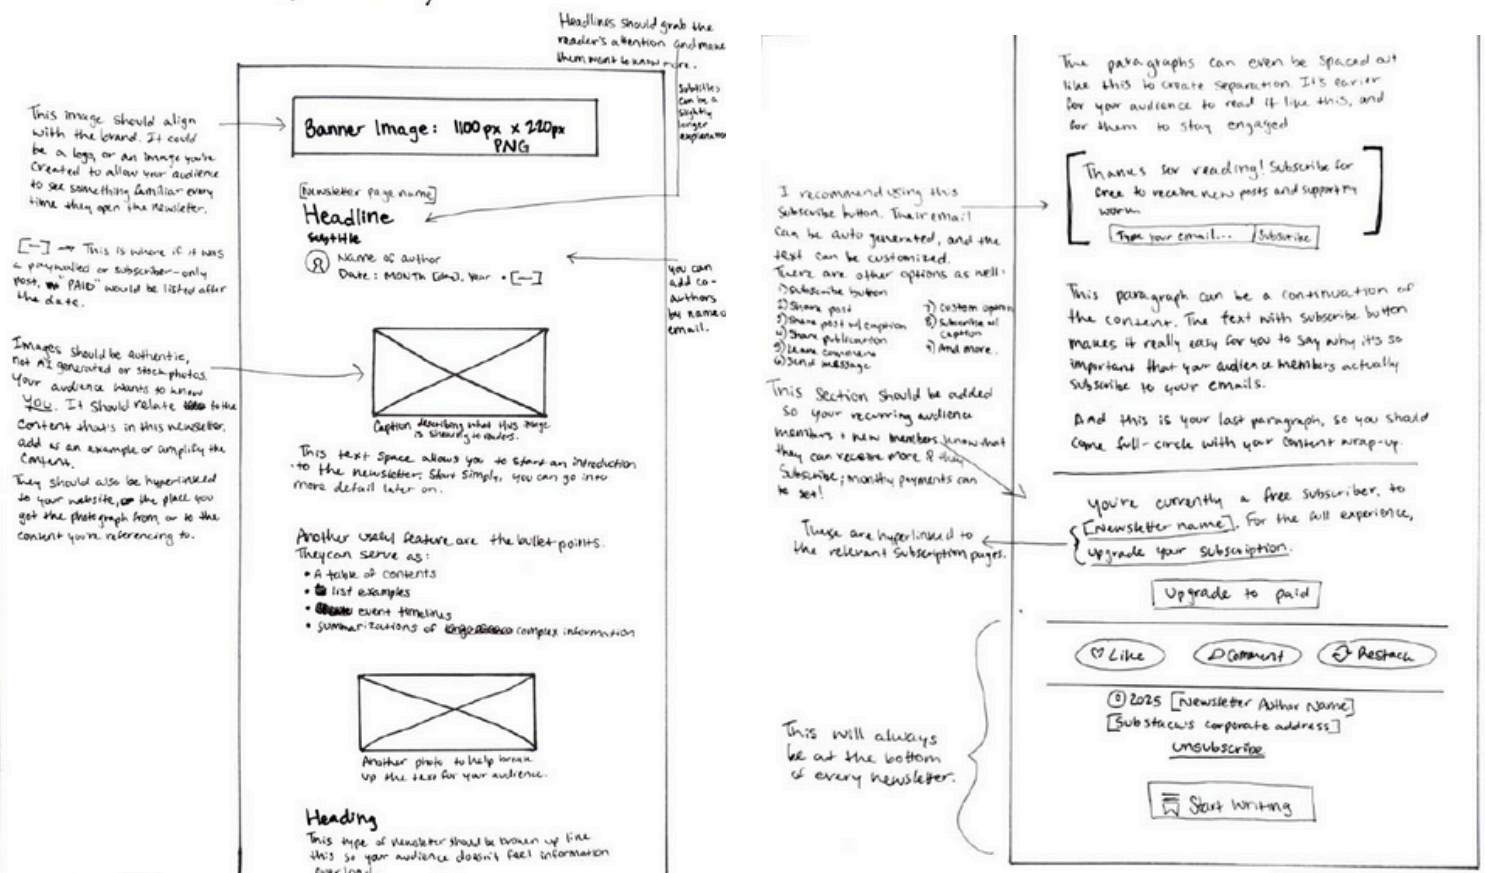 Headlines should grab the
reader's attention and make
them want to know more.
Subtitles
can be a
slightly
longer
explanation
This image should align
with the brand. It could
be a logo, or an image you've
created to allow your audience
to see something familiar every
time they open the newsletter.
Banner Image: 1100px x 220px
PNG
[Newsletter page name]
Headline
Subtitle
Name of author
Date: MONTH [day], Year • [—]
[—] → This is where if it was
a paywalled or subscriber-only
post, "PAID" would be listed after
the date.
you can
add co-
authors
by name or
email.
Images should be authentic,
not AI generated or stock photos.
Your audience wants to know
YOU. It should relate to the
content that's in this newsletter,
add as an example or amplify the
content.
They should also be hyperlinked
to your website, or the place you
got the photograph from, or to the
content you're referencing to.
Caption describing what this image
is showing to readers.
This text space allows you to start an introduction
to the newsletter. Start simply, you can go into
more detail later on.
Another useful feature are the bullet points.
They can serve as:
• A table of contents
• list examples
• event timelines
• summarizations of complex information
Another photo to help break
up the text for your audience.
Heading
This type of newsletter should be broken up like
this so your audience doesn't feel information
overload
The paragraphs can even be spaced out
like this to create separation. It's easier
for your audience to read it like this, and
for them to stay engaged
Thanks for reading! Subscribe for
free to receive new posts and support my
work.
Type your email... Subscribe
I recommend using this
subscribe button. Their email
can be auto generated, and the
text can be customized.
There are other options as well:
1) Subscribe button
2) Share post
3) Share post w/ caption
4) Share publication
5) Leave comment
6) Send message
7) Custom option
8) Subscribe w/
caption
9) And more.
This paragraph can be a continuation of
the content. The text with subscribe button
makes it really easy for you to say why it's so
important that your audience members actually
subscribe to your emails.
And this is your last paragraph, so you should
come full-circle with your content wrap-up.
This section should be added
so your recurring audience
members + new members know that
they can receive more if they
subscribe; monthly payments can
be set!
You're currently a free subscriber, to
[Newsletter name]. For the full experience,
upgrade your subscription.
These are hyperlinked to
the relevant subscription pages.
Upgrade to paid
Like Comment Restack
© 2025 [Newsletter Author Name]
[Substack's corporate address]
Unsubscribe
Start Writing
This will always
be at the bottom
of every newsletter.